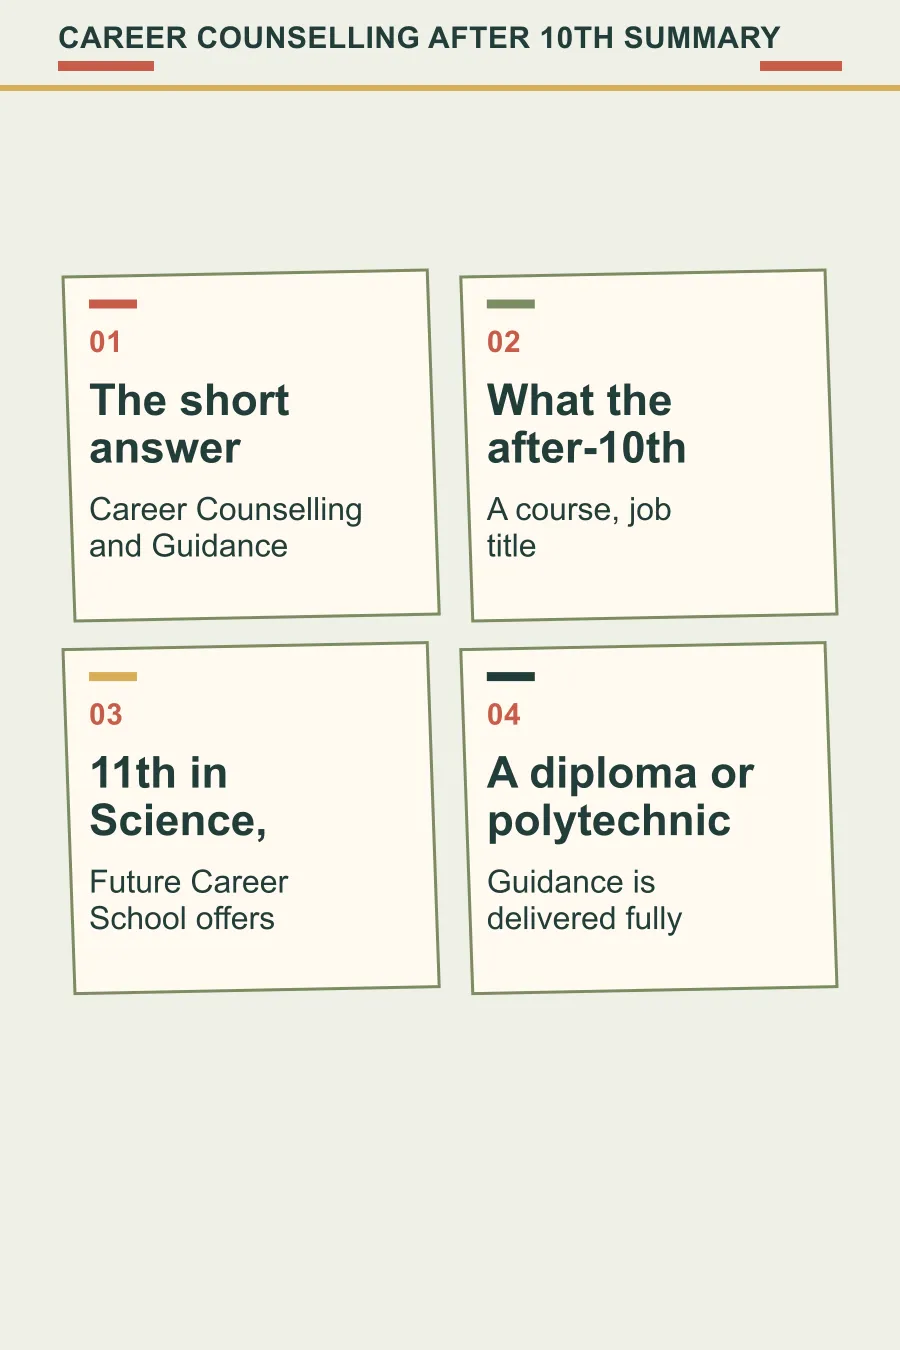 CAREER COUNSELLING AFTER 10TH SUMMARY
01
The short
answer
Career Counselling
and Guidance
02
What the
after-10th
A course, job
title
03
11th in
Science,
Future Career
School offers
04
A diploma or
polytechnic
Guidance is
delivered fully